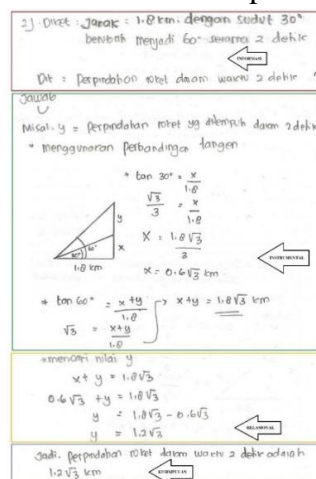 2). Diket : Jarak : 1.8 km. dengan sudut 30°
berubah menjadi 60° selama 2 detik
INFORMASI
Dit : Perpindahan roket dalam waktu 2 detik
Jawab
Misal. y = Perpindahan roket yg ditempuh dalam 2 detik
* menggunakan Perbandingan tangen
* tan 30° = x/1.8
√3/3 = x/1.8
X = 1.8√3/3
x = 0.6√3 km
y
x
60°
30°
1.8 km
INSTRUMENTAL
* tan 60° = x+y/1.8
√3 = x+y/1.8
x+y = 1.8√3 km
*mencari nilai y
x+y = 1.8√3
0.6√3 + y = 1.8√3
y = 1.8√3 - 0.6√3
y = 1.2√3
RELASIONAL
Jadi. perpindahan roket dalam waktu 2 detik adalah
1.2√3 km
KESIMPULAN